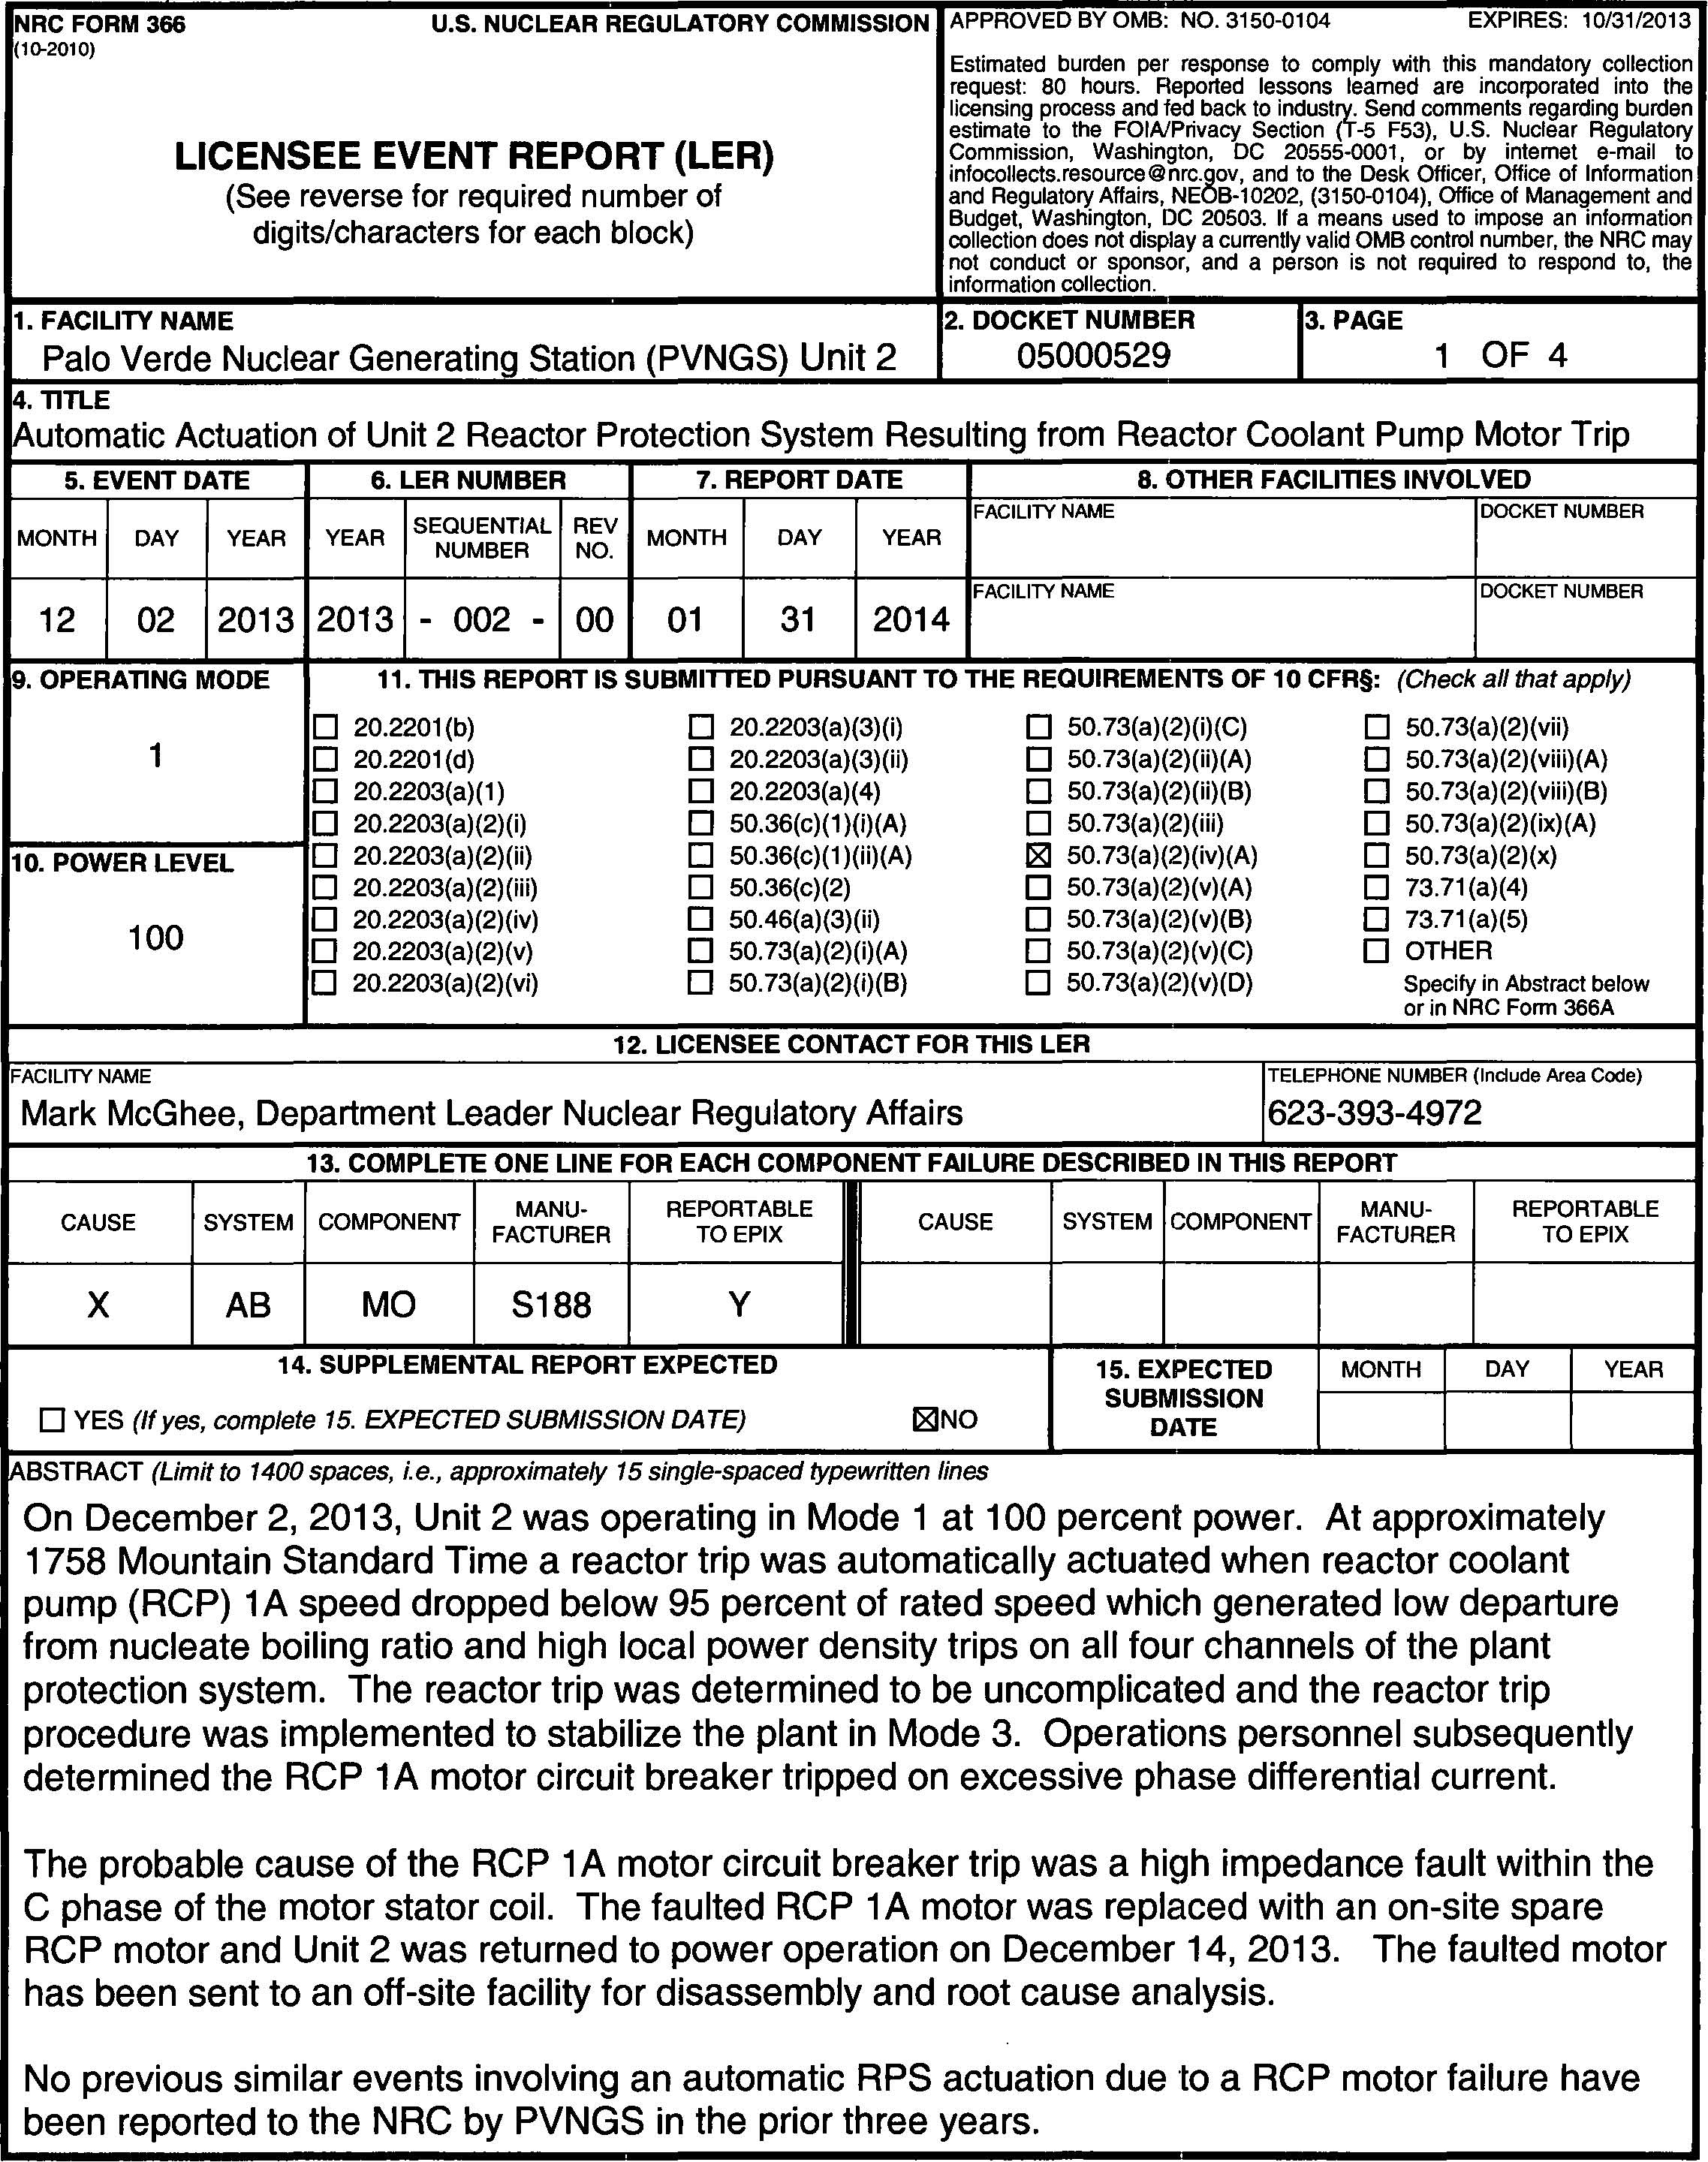 NRC FORM 366
(10-2010)
U.S. NUCLEAR REGULATORY COMMISSION
LICENSEE EVENT REPORT (LER)
(See reverse for required number of
digits/characters for each block)
APPROVED BY OMB: NO. 3150-0104 EXPIRES: 10/31/2013
Estimated burden per response to comply with this mandatory collection
request: 80 hours. Reported lessons learned are incorporated into the
licensing process and fed back to industry. Send comments regarding burden
estimate to the FOIA/Privacy Section (T-5 F53), U.S. Nuclear Regulatory
Commission, Washington, DC 20555-0001, or by internet e-mail to
infocollects.resource@nrc.gov, and to the Desk Officer, Office of Information
and Regulatory Affairs, NEOB-10202, (3150-0104), Office of Management and
Budget, Washington, DC 20503. If a means used to impose an information
collection does not display a currently valid OMB control number, the NRC may
not conduct or sponsor, and a person is not required to respond to, the
information collection.
1. FACILITY NAME
Palo Verde Nuclear Generating Station (PVNGS) Unit 2
2. DOCKET NUMBER
05000529
3. PAGE
1 OF 4
4. TITLE
Automatic Actuation of Unit 2 Reactor Protection System Resulting from Reactor Coolant Pump Motor Trip
5. EVENT DATE 6. LER NUMBER 7. REPORT DATE 8. OTHER FACILITIES INVOLVED
MONTH DAY YEAR YEAR SEQUENTIAL NUMBER REV NO. MONTH DAY YEAR FACILITY NAME DOCKET NUMBER
12 02 2013 2013 - 002 - 00 01 31 2014 FACILITY NAME DOCKET NUMBER
9. OPERATING MODE
1
10. POWER LEVEL
100
11. THIS REPORT IS SUBMITTED PURSUANT TO THE REQUIREMENTS OF 10 CFR§: (Check all that apply)
☐ 20.2201(b) ☐ 20.2203(a)(3)(i) ☐ 50.73(a)(2)(i)(C) ☐ 50.73(a)(2)(vii)
☐ 20.2201(d) ☐ 20.2203(a)(3)(ii) ☐ 50.73(a)(2)(ii)(A) ☐ 50.73(a)(2)(viii)(A)
☐ 20.2203(a)(1) ☐ 20.2203(a)(4) ☐ 50.73(a)(2)(ii)(B) ☐ 50.73(a)(2)(viii)(B)
☐ 20.2203(a)(2)(i) ☐ 50.36(c)(1)(i)(A) ☐ 50.73(a)(2)(iii) ☐ 50.73(a)(2)(ix)(A)
☐ 20.2203(a)(2)(ii) ☐ 50.36(c)(1)(ii)(A) ☒ 50.73(a)(2)(iv)(A) ☐ 50.73(a)(2)(x)
☐ 20.2203(a)(2)(iii) ☐ 50.36(c)(2) ☐ 50.73(a)(2)(v)(A) ☐ 73.71(a)(4)
☐ 20.2203(a)(2)(iv) ☐ 50.46(a)(3)(ii) ☐ 50.73(a)(2)(v)(B) ☐ 73.71(a)(5)
☐ 20.2203(a)(2)(v) ☐ 50.73(a)(2)(i)(A) ☐ 50.73(a)(2)(v)(C) ☐ OTHER
☐ 20.2203(a)(2)(vi) ☐ 50.73(a)(2)(i)(B) ☐ 50.73(a)(2)(v)(D) Specify in Abstract below
or in NRC Form 366A
12. LICENSEE CONTACT FOR THIS LER
FACILITY NAME TELEPHONE NUMBER (Include Area Code)
Mark McGhee, Department Leader Nuclear Regulatory Affairs 623-393-4972
13. COMPLETE ONE LINE FOR EACH COMPONENT FAILURE DESCRIBED IN THIS REPORT
CAUSE SYSTEM COMPONENT MANU-FACTURER REPORTABLE TO EPIX CAUSE SYSTEM COMPONENT MANU-FACTURER REPORTABLE TO EPIX
X AB MO S188 Y
14. SUPPLEMENTAL REPORT EXPECTED
☐ YES (If yes, complete 15. EXPECTED SUBMISSION DATE) ☒NO
15. EXPECTED
SUBMISSION
DATE
MONTH DAY YEAR
ABSTRACT (Limit to 1400 spaces, i.e., approximately 15 single-spaced typewritten lines
On December 2, 2013, Unit 2 was operating in Mode 1 at 100 percent power. At approximately
1758 Mountain Standard Time a reactor trip was automatically actuated when reactor coolant
pump (RCP) 1A speed dropped below 95 percent of rated speed which generated low departure
from nucleate boiling ratio and high local power density trips on all four channels of the plant
protection system. The reactor trip was determined to be uncomplicated and the reactor trip
procedure was implemented to stabilize the plant in Mode 3. Operations personnel subsequently
determined the RCP 1A motor circuit breaker tripped on excessive phase differential current.
The probable cause of the RCP 1A motor circuit breaker trip was a high impedance fault within the
C phase of the motor stator coil. The faulted RCP 1A motor was replaced with an on-site spare
RCP motor and Unit 2 was returned to power operation on December 14, 2013. The faulted motor
has been sent to an off-site facility for disassembly and root cause analysis.
No previous similar events involving an automatic RPS actuation due to a RCP motor failure have
been reported to the NRC by PVNGS in the prior three years.